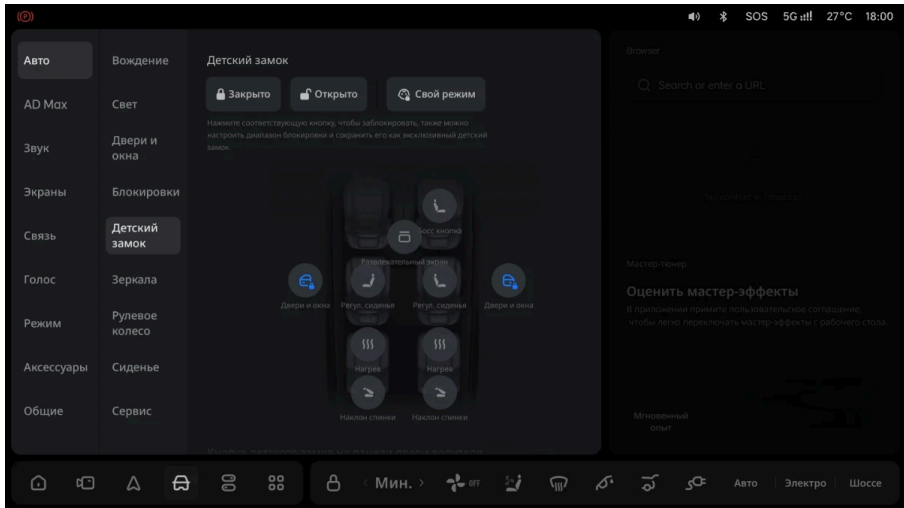 (P)
SOS 5G 27°C 18:00
Авто
AD Max
Звук
Экраны
Связь
Голос
Режим
Аксессуары
Общие
Вождение
Свет
Двери и
окна
Блокировки
Детский
замок
Зеркала
Рулевое
колесо
Сиденье
Сервис
Детский замок
Закрыто Открыто Свой режим
Нажмите соответствующую кнопку, чтобы заблокировать, также можно
настроить диапазон блокировки и сохранить его как эксклюзивный детский
замок.
Босс кнопка
Развлекательный экран
Двери и окна Регул. сиденья Регул. сиденья Двери и окна
Нагрев Нагрев
Наклон спинки Наклон спинки
Browser
Search or enter a URL
Мастер-тюнер
Оценить мастер-эффекты
В приложении примите пользовательское соглашение,
чтобы легко переключать мастер-эффекты с рабочего стола.
Мгновенный
опыт
< Мин. > OFF Авто Электро Шоссе